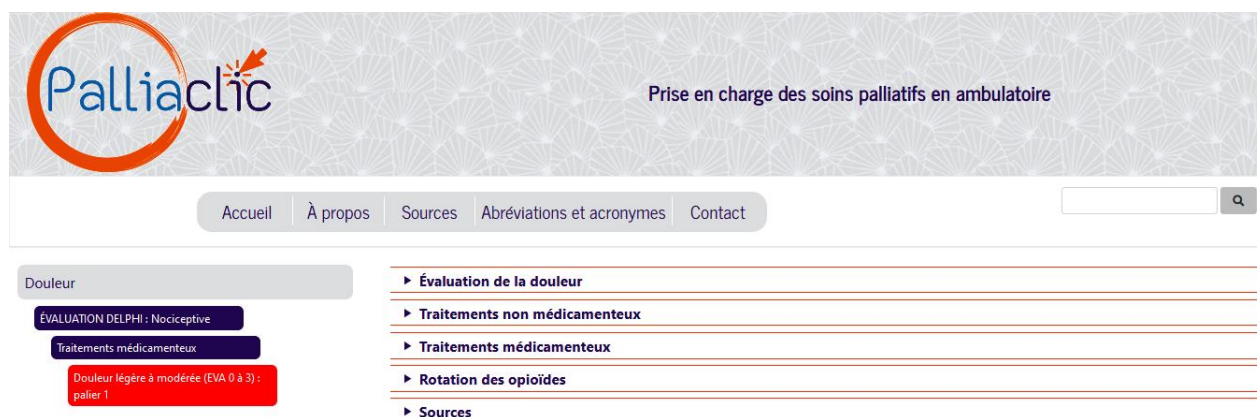 Palliaclic
Prise en charge des soins palliatifs en ambulatoire
Accueil À propos Sources Abréviations et acronymes Contact
Douleur
ÉVALUATION DELPHI : Nociceptive
Traitements médicamenteux
Douleur légère à modérée (EVA 0 à 3) :
palier 1
Évaluation de la douleur
Traitements non médicamenteux
Traitements médicamenteux
Rotation des opioïdes
Sources